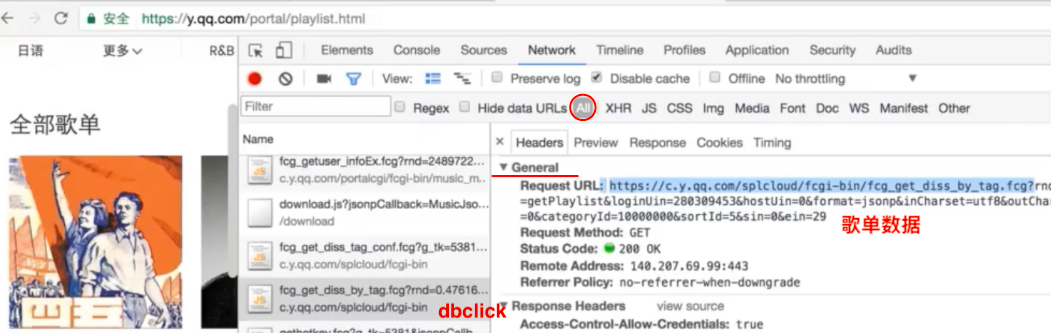 安全 https://y.qq.com/portal/playlist.html
日语 更多 R&B
Elements Console Sources Network Timeline Profiles Application Security Audits
View: Preserve log Disable cache Offline No throttling
Filter Regex Hide data URLs All XHR JS CSS Img Media Font Doc WS Manifest Other
全部歌单
Name
fcg_getuser_infoEx.fcg?rnd=2489722...
c.y.qq.com/portalcgi/fcgi-bin/music_m...
download.js?jsonpCallback=MusicJso...
/download
fcg_get_diss_tag_conf.fcg?g_tk=5381...
c.y.qq.com/splcloud/fcgi-bin
fcg_get_diss_by_tag.fcg?rnd=0.47616...
c.y.qq.com/splcloud/fcgi-bin
gethotkey.fcg?g_tk=5381&jsonpCallb...
dbclick
Headers Preview Response Cookies Timing
General
Request URL: https://c.y.qq.com/splcloud/fcgi-bin/fcg_get_diss_by_tag.fcg?rn
=getPlaylist&loginUin=280309453&hostUin=0&format=jsonp&inCharset=utf8&outChar
=0&categoryId=10000000&sortId=5&sin=0&ein=29
歌单数据
Request Method: GET
Status Code: 200 OK
Remote Address: 140.207.69.99:443
Referrer Policy: no-referrer-when-downgrade
Response Headers view source
Access-Control-Allow-Credentials: true